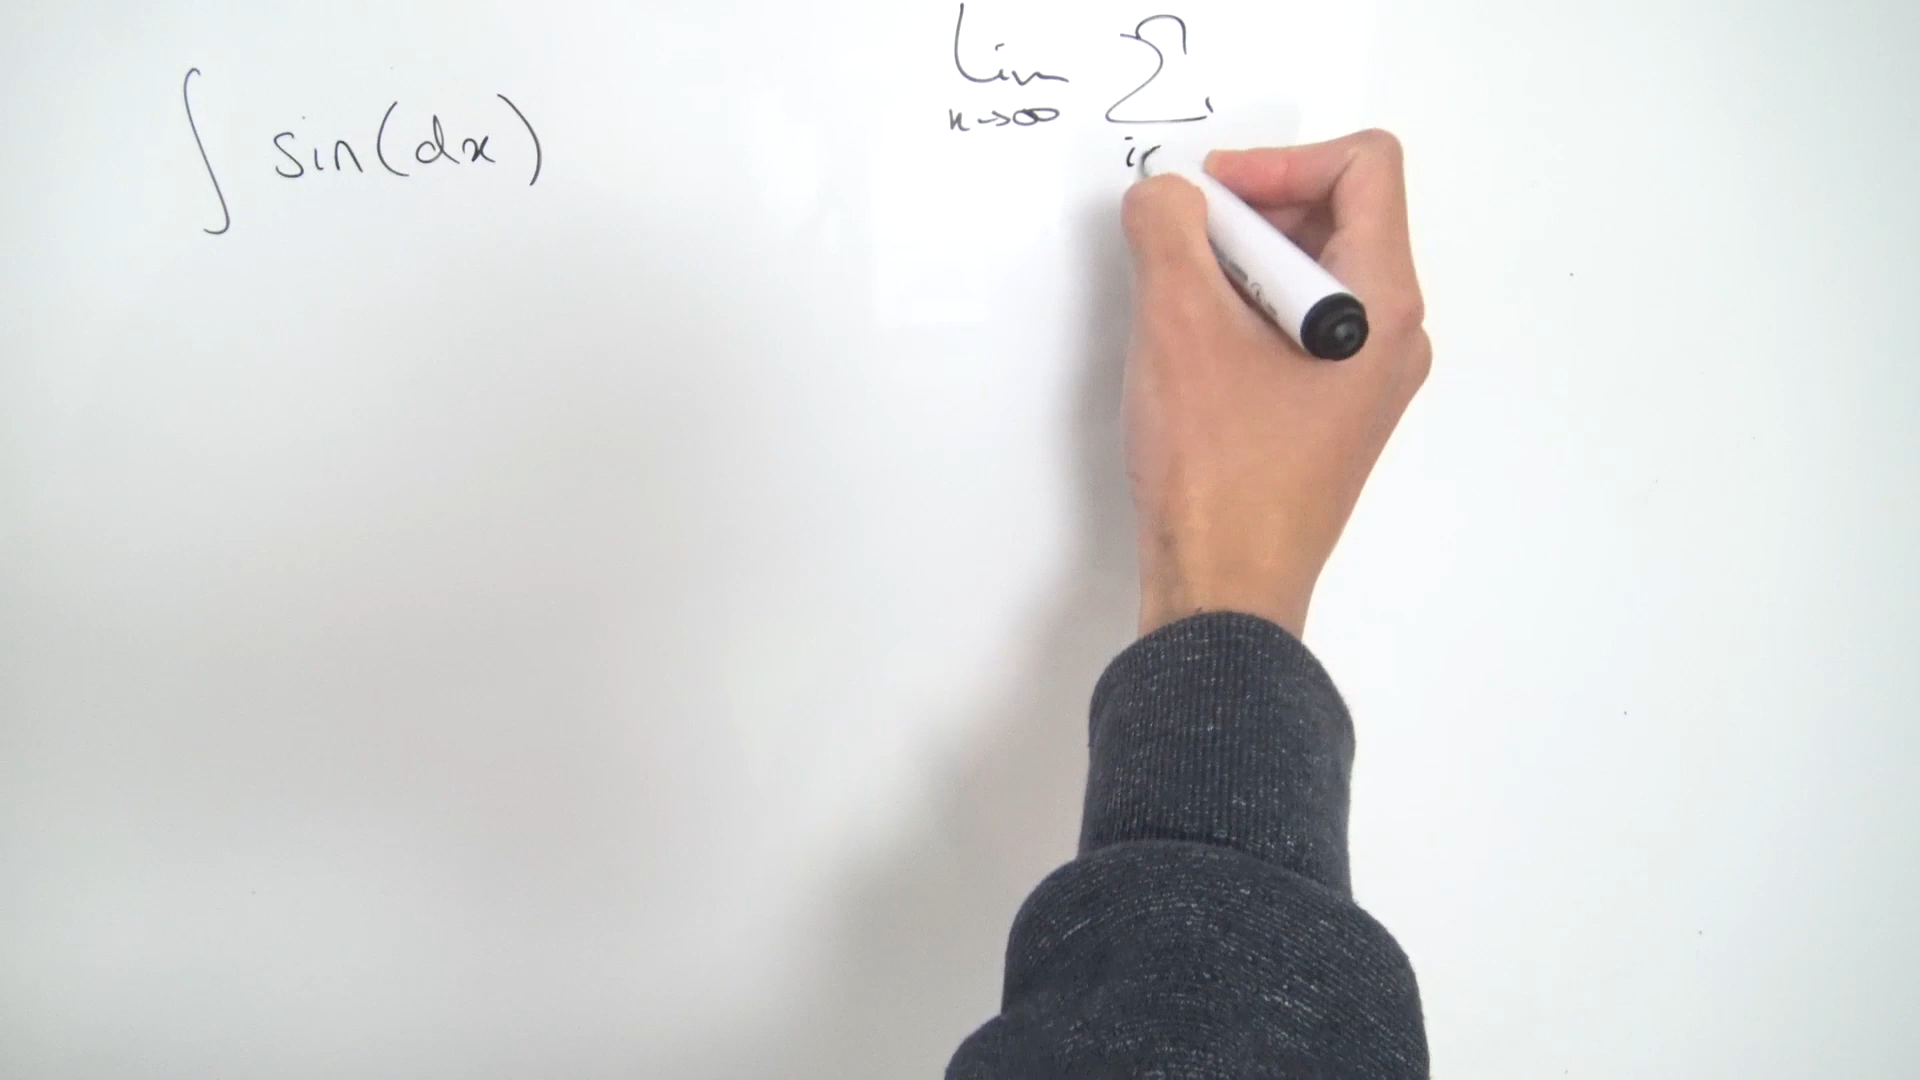 ∫ sin(dx)
lim ∑
n→∞ i